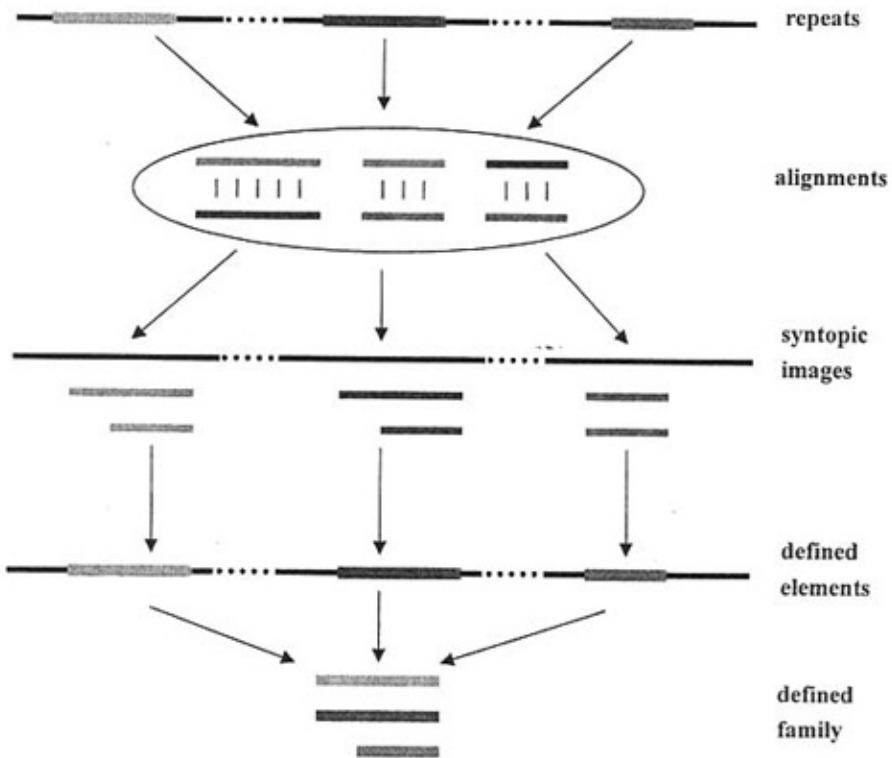 repeats
alignments
syntopic
images
defined
elements
defined
family